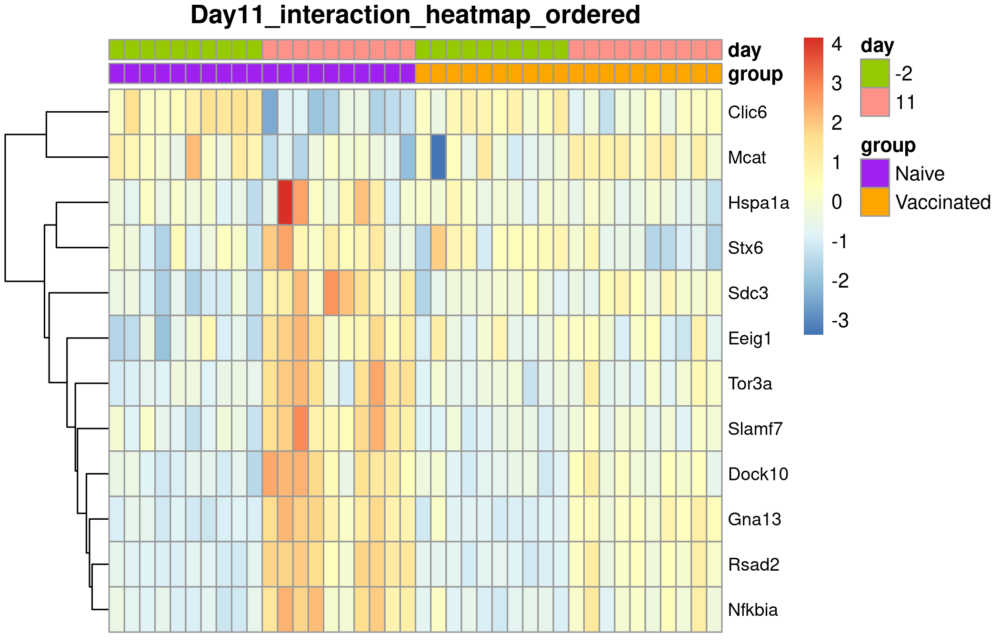 Day11_interaction_heatmap_ordered
day
group
Clic6
Mcat
Hspa1a
Stx6
Sdc3
Eeig1
Tor3a
Slamf7
Dock10
Gna13
Rsad2
Nfkbia
4
3
2
1
0
-1
-2
-3
day
-2
11
group
Naive
Vaccinated